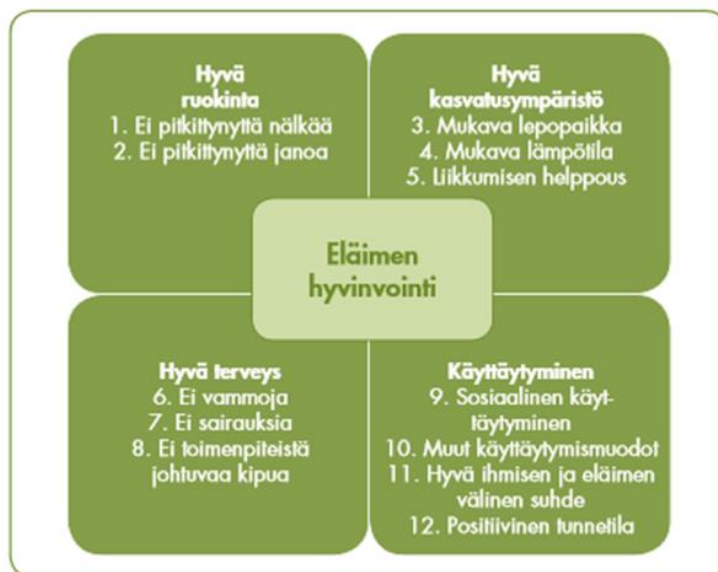 Hyvä
ruokinta
1. Ei pitkittynyttä nälkää
2. Ei pitkittynyttä janoa
Hyvä
kasvatusympäristö
3. Mukava lepopaikka
4. Mukava lämpötila
5. Liikkumisen helppous
Eläimen
hyvinvointi
Hyvä terveys
6. Ei vammoja
7. Ei sairauksia
8. Ei toimenpiteistä
johtuvaa kipua
Käyttäytyminen
9. Sosiaalinen käyt-
täytyminen
10. Muut käyttäytymismuodot
11. Hyvä ihmisen ja eläimen
välinen suhde
12. Positiivinen tunnetila